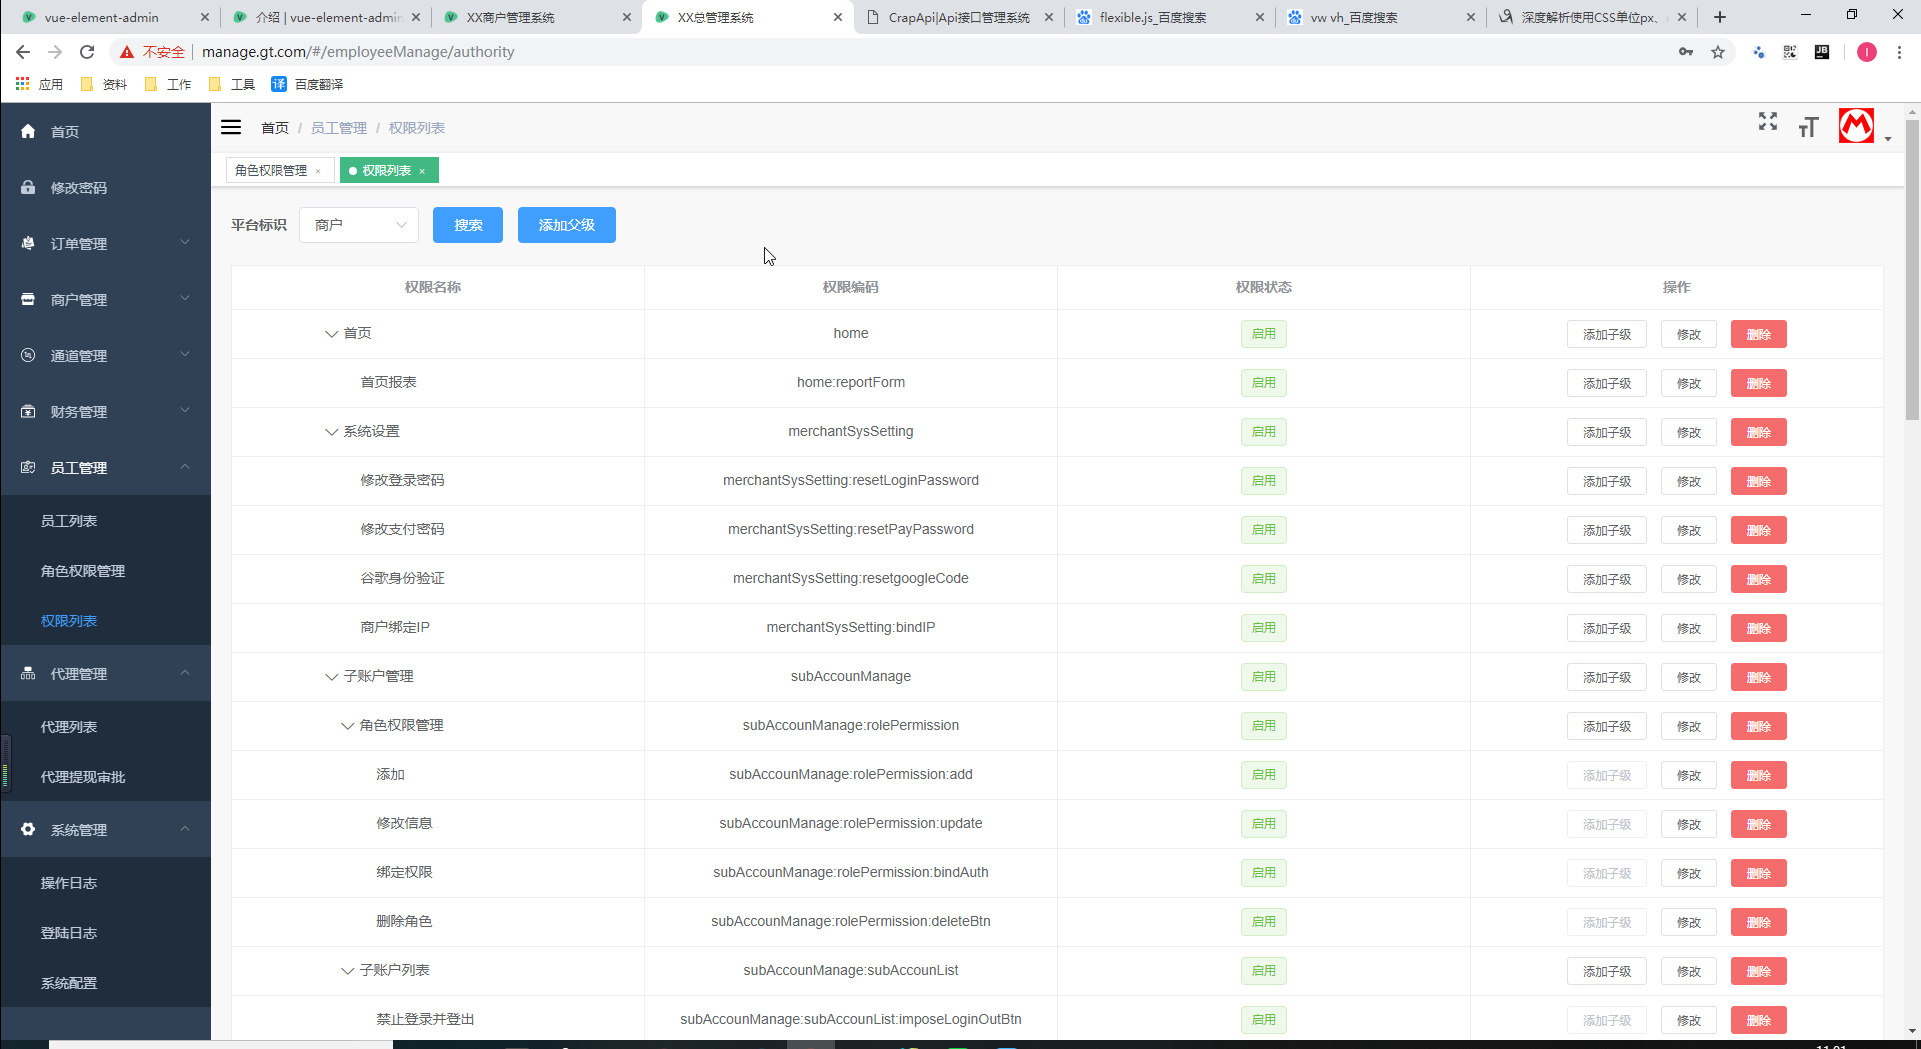 vue-element-admin
介绍 | vue-element-admin
XX商户管理系统
XX总管理系统
CrapApi|Api接口管理系统
flexible.js_百度搜索
vw vh_百度搜索
深度解析使用CSS单位px、
不安全 manage.gt.com/#/employeeManage/authority
应用 资料 工作 工具 译 百度翻译
首页
修改密码
订单管理
商户管理
通道管理
财务管理
员工管理
员工列表
角色权限管理
权限列表
代理管理
代理列表
代理提现审批
系统管理
操作日志
登陆日志
系统配置
首页 / 员工管理 / 权限列表
角色权限管理 × 权限列表 ×
平台标识 商户 搜索 添加父级
权限名称 权限编码 权限状态 操作
首页 home 启用 添加子级 修改 删除
首页报表 home:reportForm 启用 添加子级 修改 删除
系统设置 merchantSysSetting 启用 添加子级 修改 删除
修改登录密码 merchantSysSetting:resetLoginPassword 启用 添加子级 修改 删除
修改支付密码 merchantSysSetting:resetPayPassword 启用 添加子级 修改 删除
谷歌身份验证 merchantSysSetting:resetgoogleCode 启用 添加子级 修改 删除
商户绑定IP merchantSysSetting:bindIP 启用 添加子级 修改 删除
子账户管理 subAccounManage 启用 添加子级 修改 删除
角色权限管理 subAccounManage:rolePermission 启用 添加子级 修改 删除
添加 subAccounManage:rolePermission:add 启用 添加子级 修改 删除
修改信息 subAccounManage:rolePermission:update 启用 添加子级 修改 删除
绑定权限 subAccounManage:rolePermission:bindAuth 启用 添加子级 修改 删除
删除角色 subAccounManage:rolePermission:deleteBtn 启用 添加子级 修改 删除
子账户列表 subAccounManage:subAccounList 启用 添加子级 修改 删除
禁止登录并登出 subAccounManage:subAccounList:imposeLoginOutBtn 启用 添加子级 修改 删除